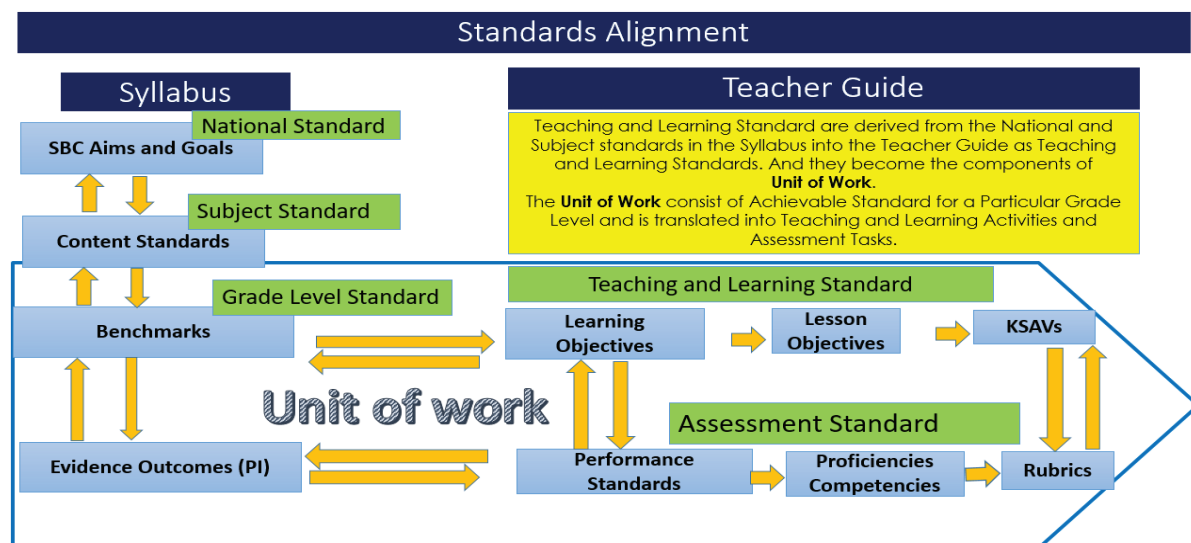 Standards Alignment
Syllabus
Teacher Guide
National Standard
SBC Aims and Goals
Teaching and Learning Standard are derived from the National and
Subject standards in the Syllabus into the Teacher Guide as Teaching
and Learning Standards. And they become the components of
Unit of Work.
The Unit of Work consist of Achievable Standard for a Particular Grade
Level and is translated into Teaching and Learning Activities and
Assessment Tasks.
Subject Standard
Content Standards
Grade Level Standard
Benchmarks
Teaching and Learning Standard
Learning
Objectives
Lesson
Objectives
KSAVs
Unit of work
Assessment Standard
Evidence Outcomes (PI)
Performance
Standards
Proficiencies
Competencies
Rubrics